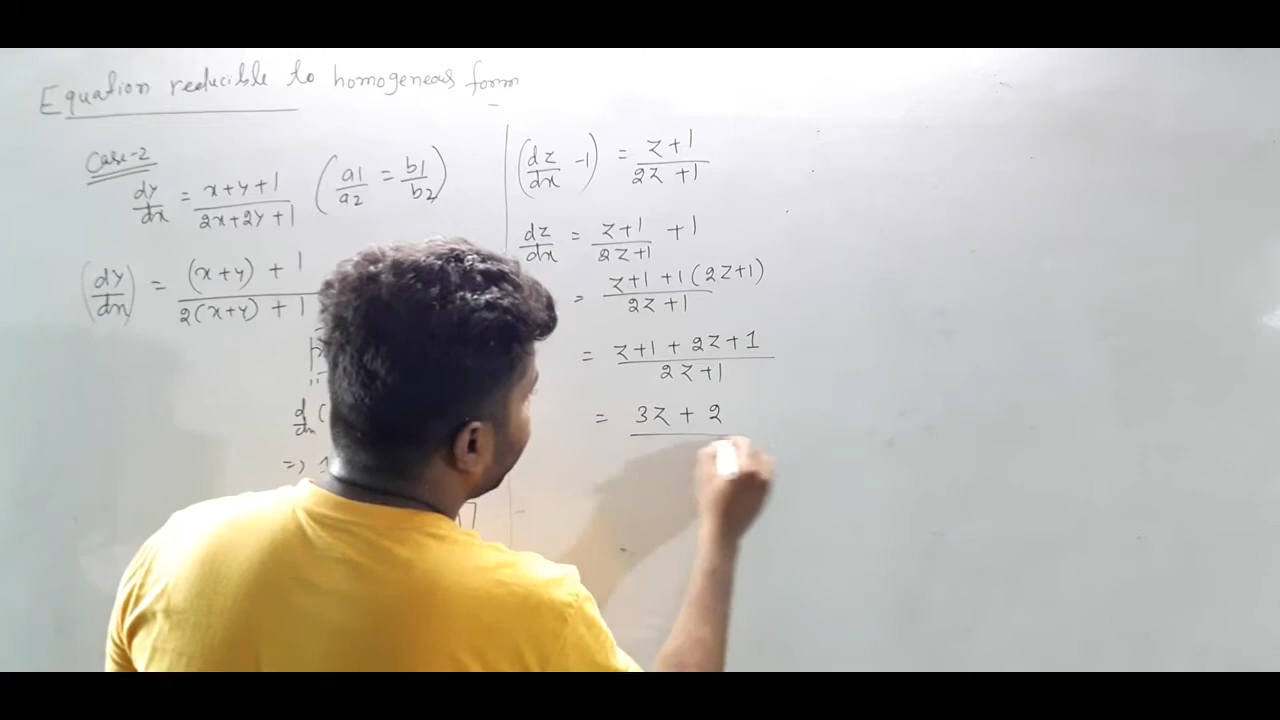 Equation reducible to homogeneous form
Case-2
dy/dx = x+y+1 / 2x+2y+1 (a1/a2 = b1/b2)
(dy/dx) = (x+y) + 1 / 2(x+y) + 1
d/dx (
=> 1
(dz/dx -1) = z+1 / 2z+1
dz/dx = z+1 / 2z+1 + 1
= z+1 +1(2z+1) / 2z+1
= z+1 + 2z+1 / 2z+1
= 3z + 2